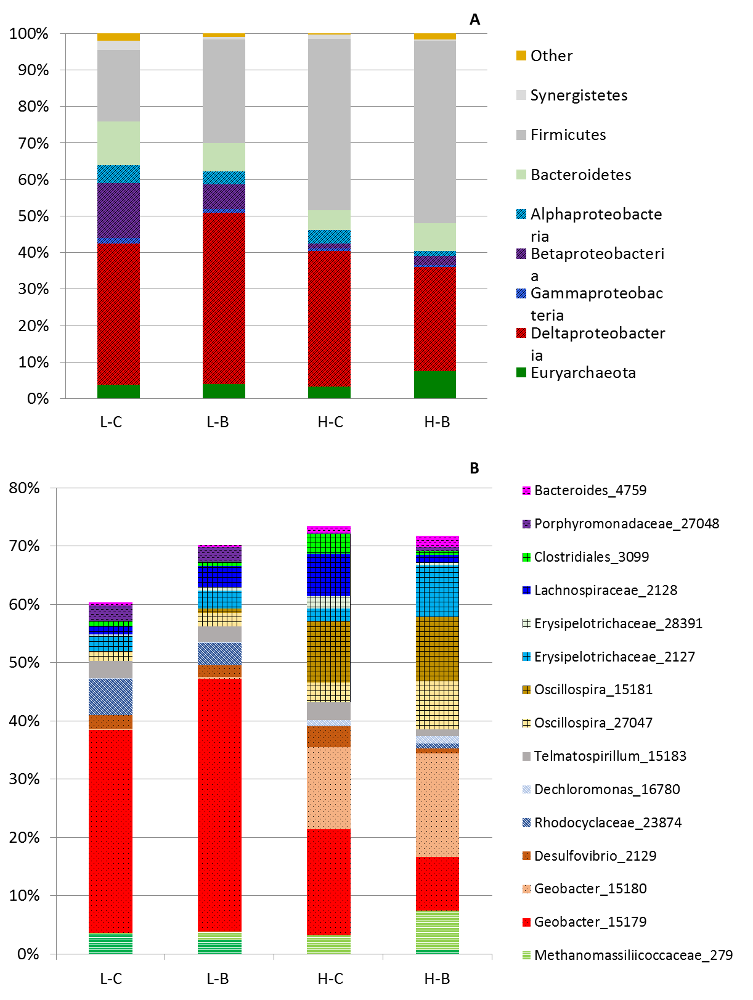 A
100%
90%
80%
70%
60%
50%
40%
30%
20%
10%
0%
L-C
L-B
H-C
H-B
Other
Synergistetes
Firmicutes
Bacteroidetes
Alphaproteobacte
ria
Betaproteobacteri
a
Gammaproteobac
teria
Deltaproteobacter
ia
Euryarchaeota
B
80%
70%
60%
50%
40%
30%
20%
10%
0%
L-C
L-B
H-C
H-B
Bacteroides_4759
Porphyromonadaceae_27048
Clostridiales_3099
Lachnospiraceae_2128
Erysipelotrichaceae_28391
Erysipelotrichaceae_2127
Oscillospira_15181
Oscillospira_27047
Telmatospirillum_15183
Dechloromonas_16780
Rhodocyclaceae_23874
Desulfovibrio_2129
Geobacter_15180
Geobacter_15179
Methanomassiliicoccaceae_279